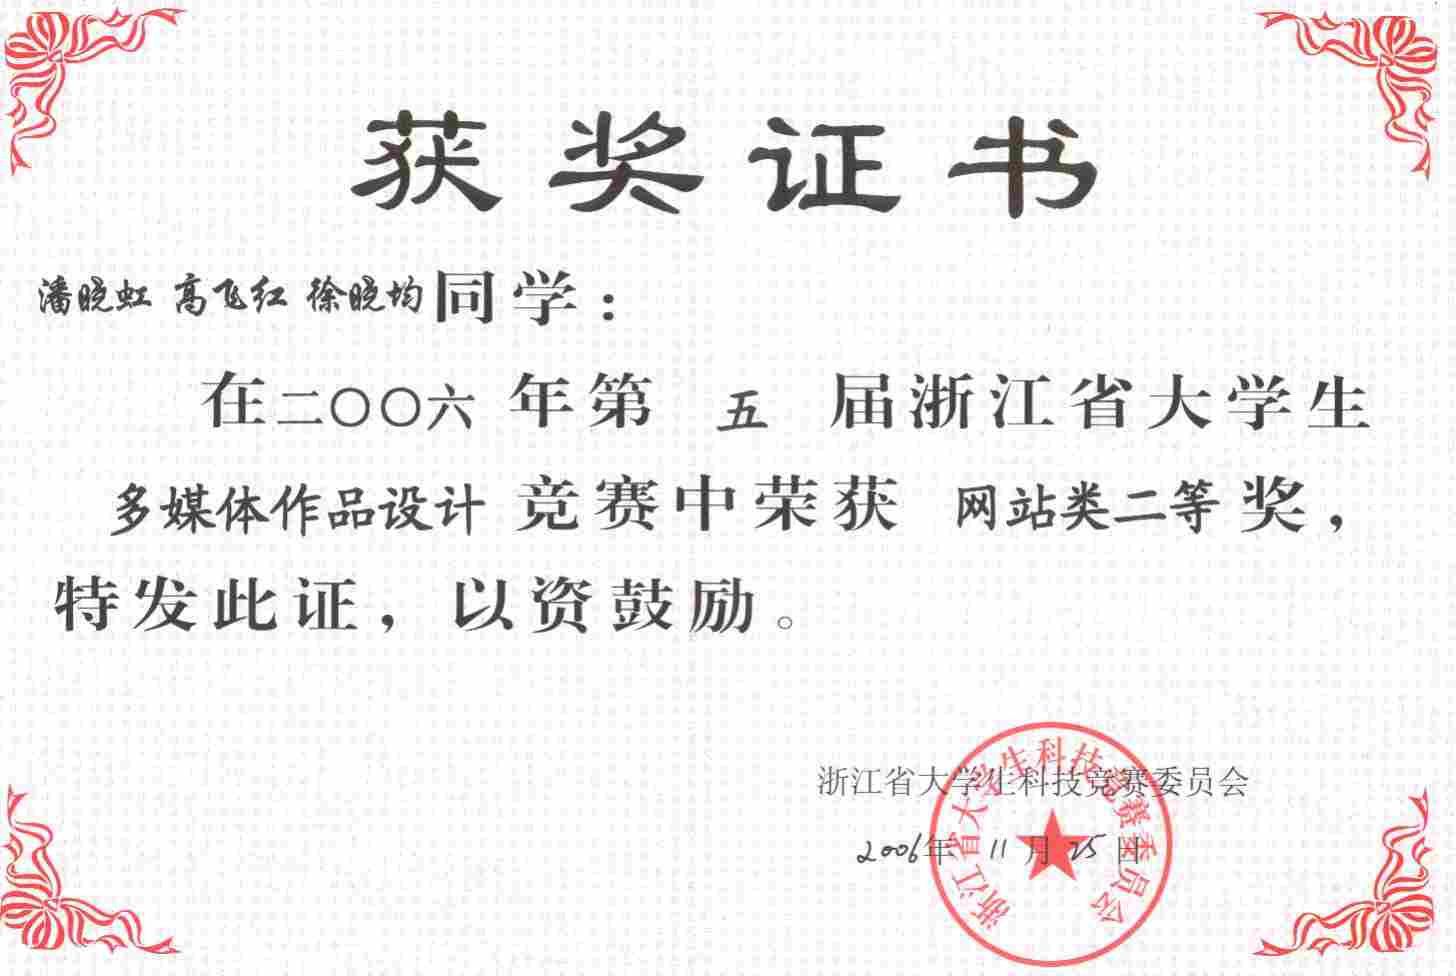 获奖证书
潘晓虹 高飞红 徐晓均同学：
在二〇〇六年第 五 届浙江省大学生
多媒体作品设计 竞赛中荣获 网站类二等奖，
特发此证，以资鼓励。
浙江省大学生科技竞赛委员会
2006年 11 月 25 日
浙江省大学生科技竞赛委员会